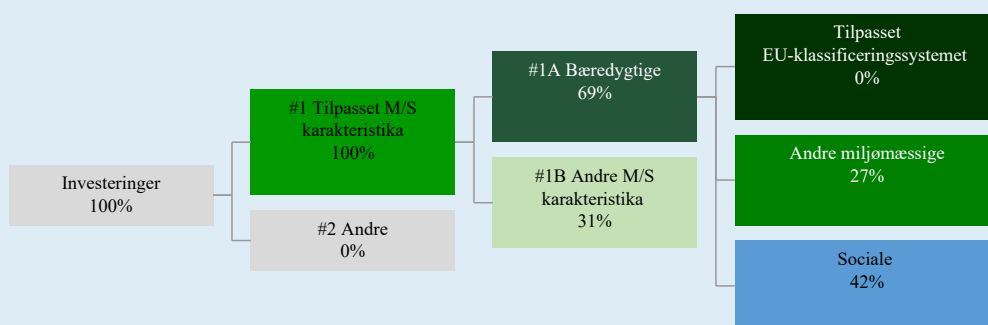 Investeringer
100%
#1 Tilpasset M/S
karakteristika
100%
#2 Andre
0%
#1A Bæredygtige
69%
#1B Andre M/S
karakteristika
31%
Tilpasset
EU-klassificeringssystemet
0%
Andre miljømæssige
27%
Sociale
42%